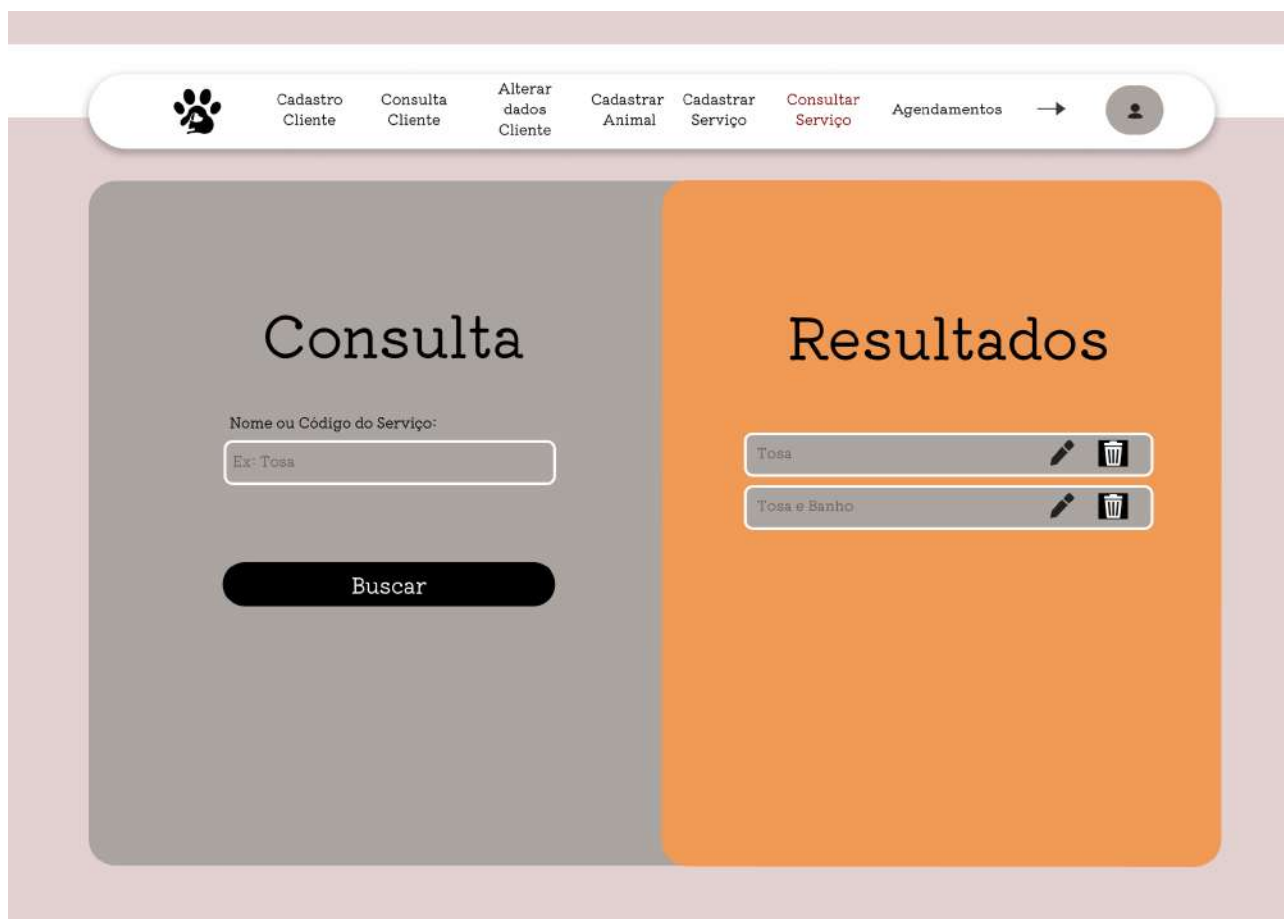 Cadastro
Cliente
Consulta
Cliente
Alterar
dados
Cliente
Cadastrar
Animal
Cadastrar
Serviço
Consultar
Serviço
Agendamentos
Consulta
Nome ou Código do Serviço:
Ex: Tosa
Buscar
Resultados
Tosa
Tosa e Banho